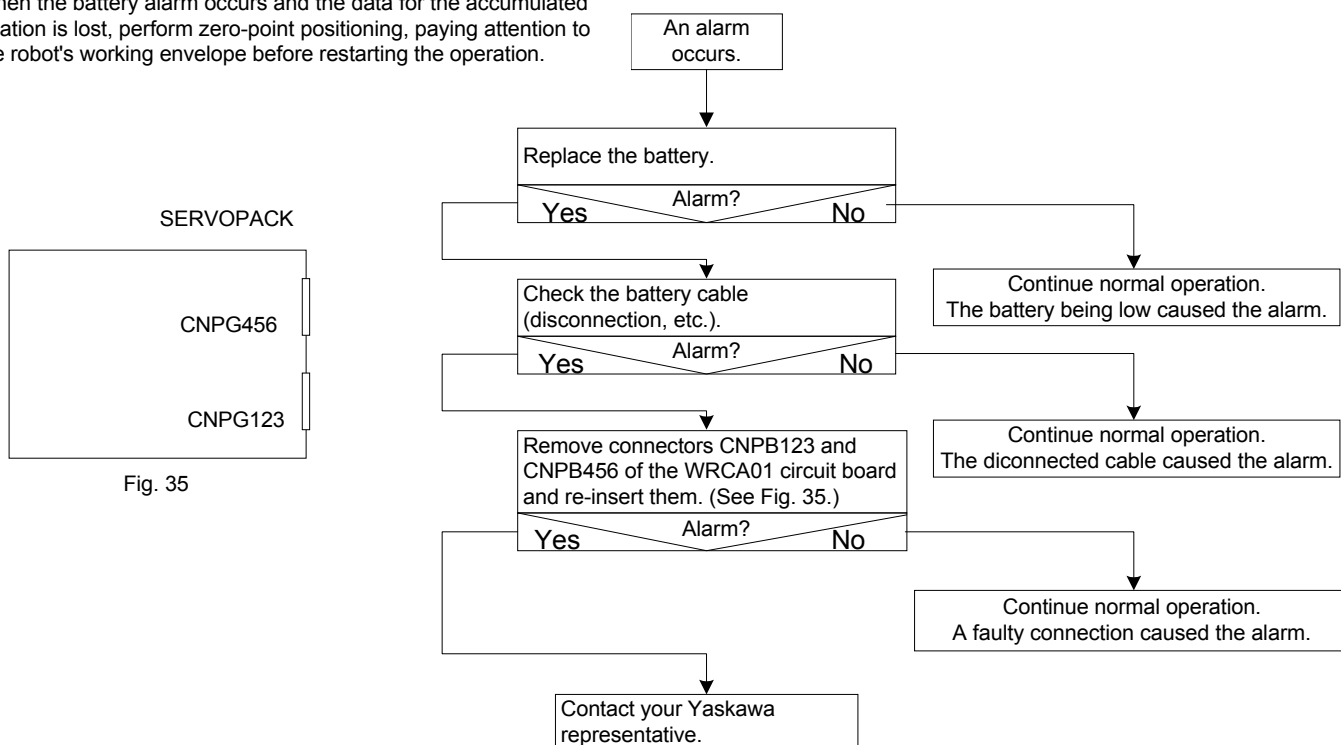 hen the battery alarm occurs and the data for the accumulated
ation is lost, perform zero-point positioning, paying attention to
e robot's working envelope before restarting the operation.
An alarm
occurs.
Replace the battery.
Alarm?
Yes
No
SERVOPACK
CNPG456
CNPG123
Fig. 35
Continue normal operation.
The battery being low caused the alarm.
Check the battery cable
(disconnection, etc.).
Alarm?
Yes
No
Continue normal operation.
The diconnected cable caused the alarm.
Remove connectors CNPB123 and
CNPB456 of the WRCA01 circuit board
and re-insert them. (See Fig. 35.)
Alarm?
Yes
No
Continue normal operation.
A faulty connection caused the alarm.
Contact your Yaskawa
representative.